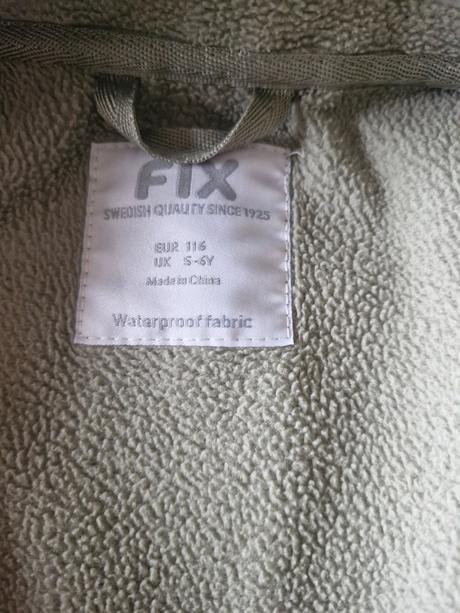 FIX
SWEDISH QUALITY SINCE 1925
EUR 116
UK 5-6Y
Made in China
Waterproof fabric